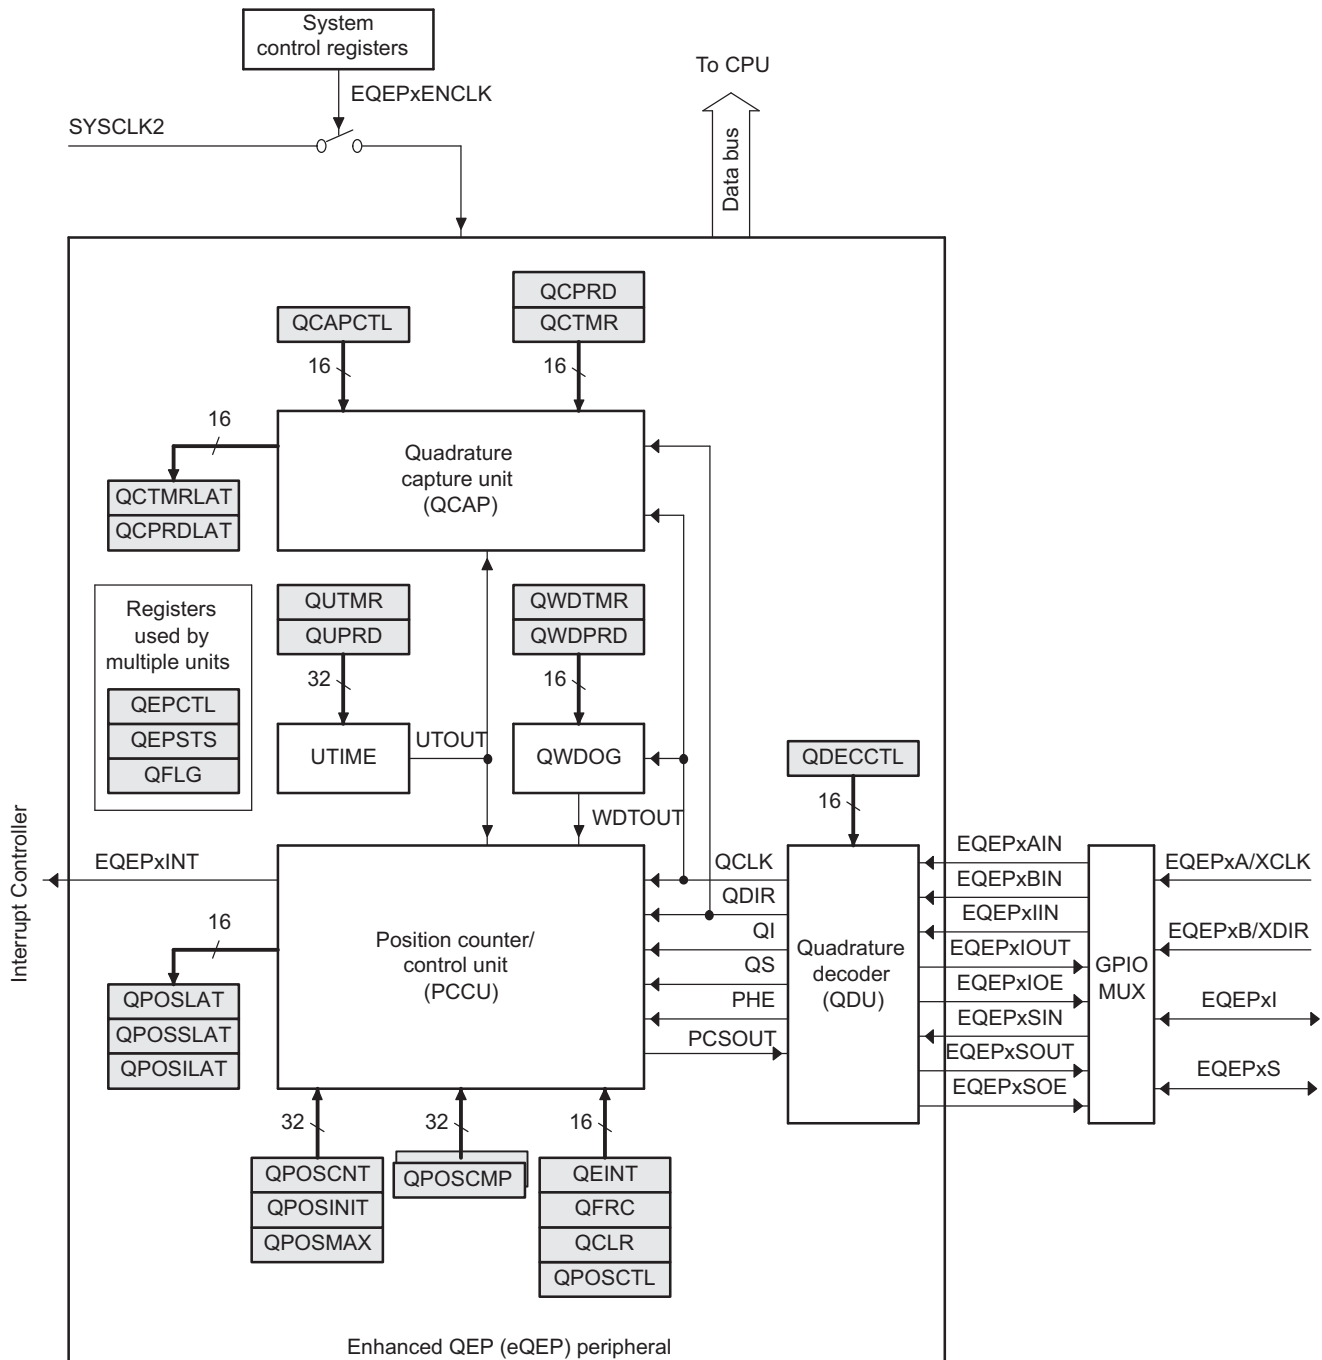 System
control registers
To CPU
EQEPxENCLK
SYSCLK2
Data bus
QCPRD
QCAPCTL
QCTMR
16
16
16
Quadrature
capture unit
(QCAP)
QCTMRLAT
QCPRDLAT
Registers
used by
multiple units
QEPCTL
QEPSTS
QFLG
QUTMR
QUPRD
QWDTMR
QWDPRD
32
16
UTIME
UTOUT
QWDOG
QDECCTL
WDTOUT
16
Interrupt Controller
EQEPxINT
16
QPOSLAT
QPOSSLAT
QPOSILAT
Position counter/
control unit
(PCCU)
QCLK
QDIR
QI
QS
PHE
PCSOUT
Quadrature
decoder
(QDU)
EQEPxAIN
EQEPxBIN
EQEPxIIN
EQEPxIOUT
EQEPxIOE
EQEPxSIN
EQEPxSOUT
EQEPxSOE
GPIO
MUX
EQEPxA/XCLK
EQEPxB/XDIR
EQEPxI
EQEPxS
32
32
16
QPOSCNT
QPOSINIT
QPOSMAX
QPOSCMP
QEINT
QFRC
QCLR
QPOSCTL
Enhanced QEP (eQEP) peripheral